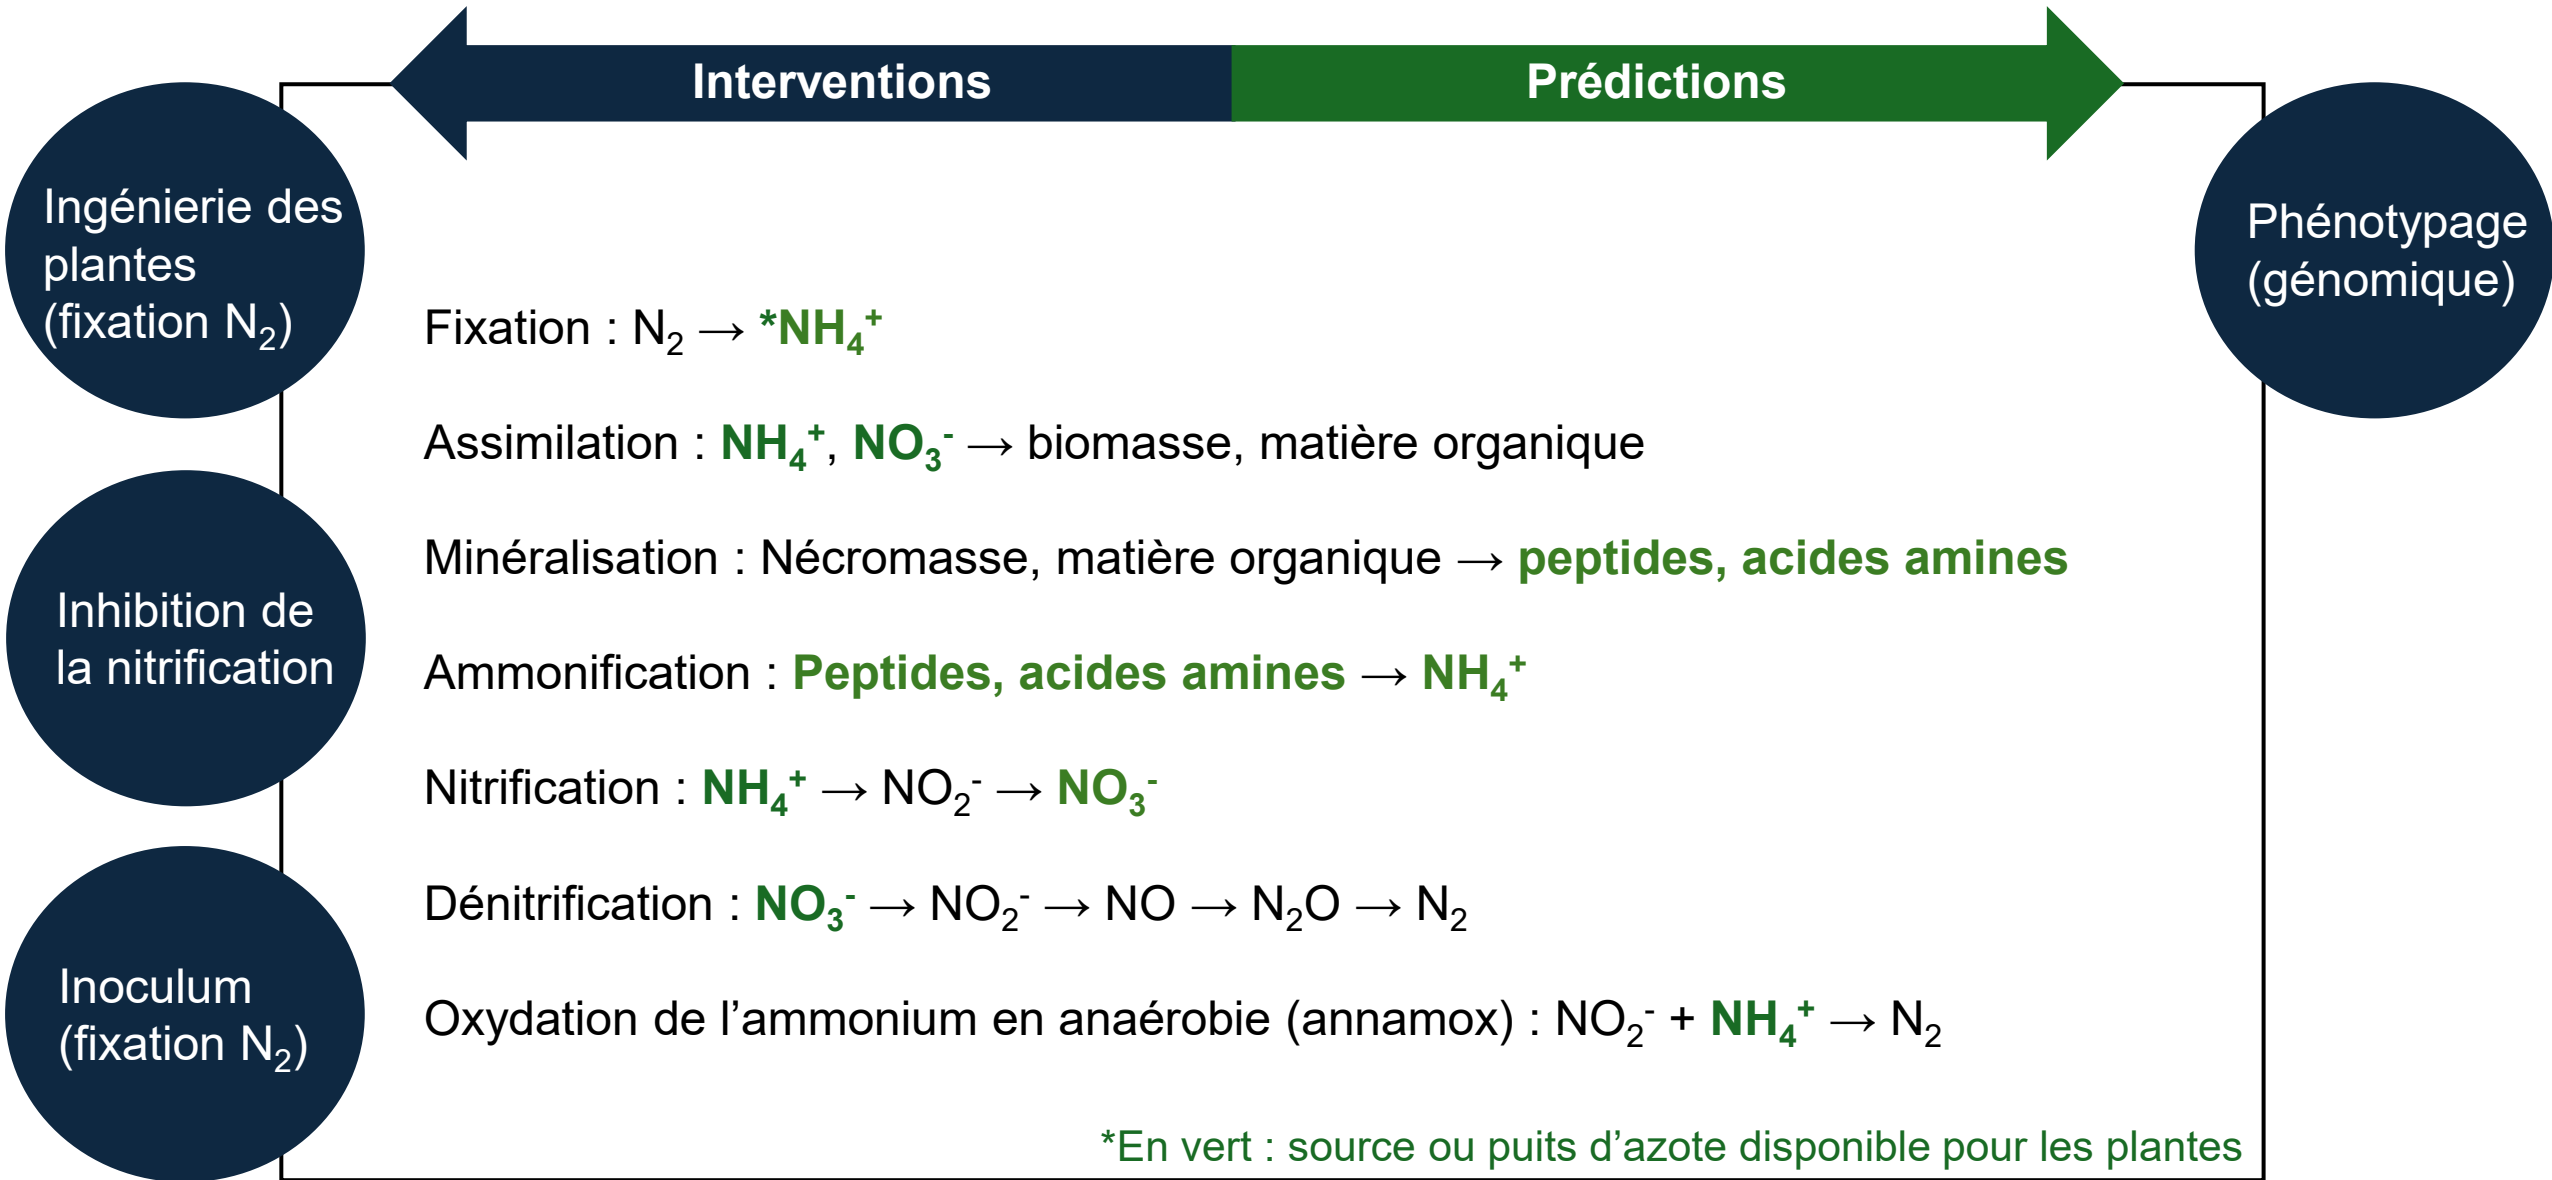 Interventions
Prédictions
Ingénierie des
plantes
(fixation N₂)
Phénotypage
(génomique)
Fixation : N₂ → *NH₄⁺
Assimilation : NH₄⁺, NO₃⁻ → biomasse, matière organique
Minéralisation : Nécromasse, matière organique → peptides, acides amines
Inhibition de
la nitrification
Ammonification : Peptides, acides amines → NH₄⁺
Nitrification : NH₄⁺ → NO₂⁻ → NO₃⁻
Dénitrification : NO₃⁻ → NO₂⁻ → NO → N₂O → N₂
Inoculum
(fixation N₂)
Oxydation de l’ammonium en anaérobie (annamox) : NO₂⁻ + NH₄⁺ → N₂
*En vert : source ou puits d’azote disponible pour les plantes